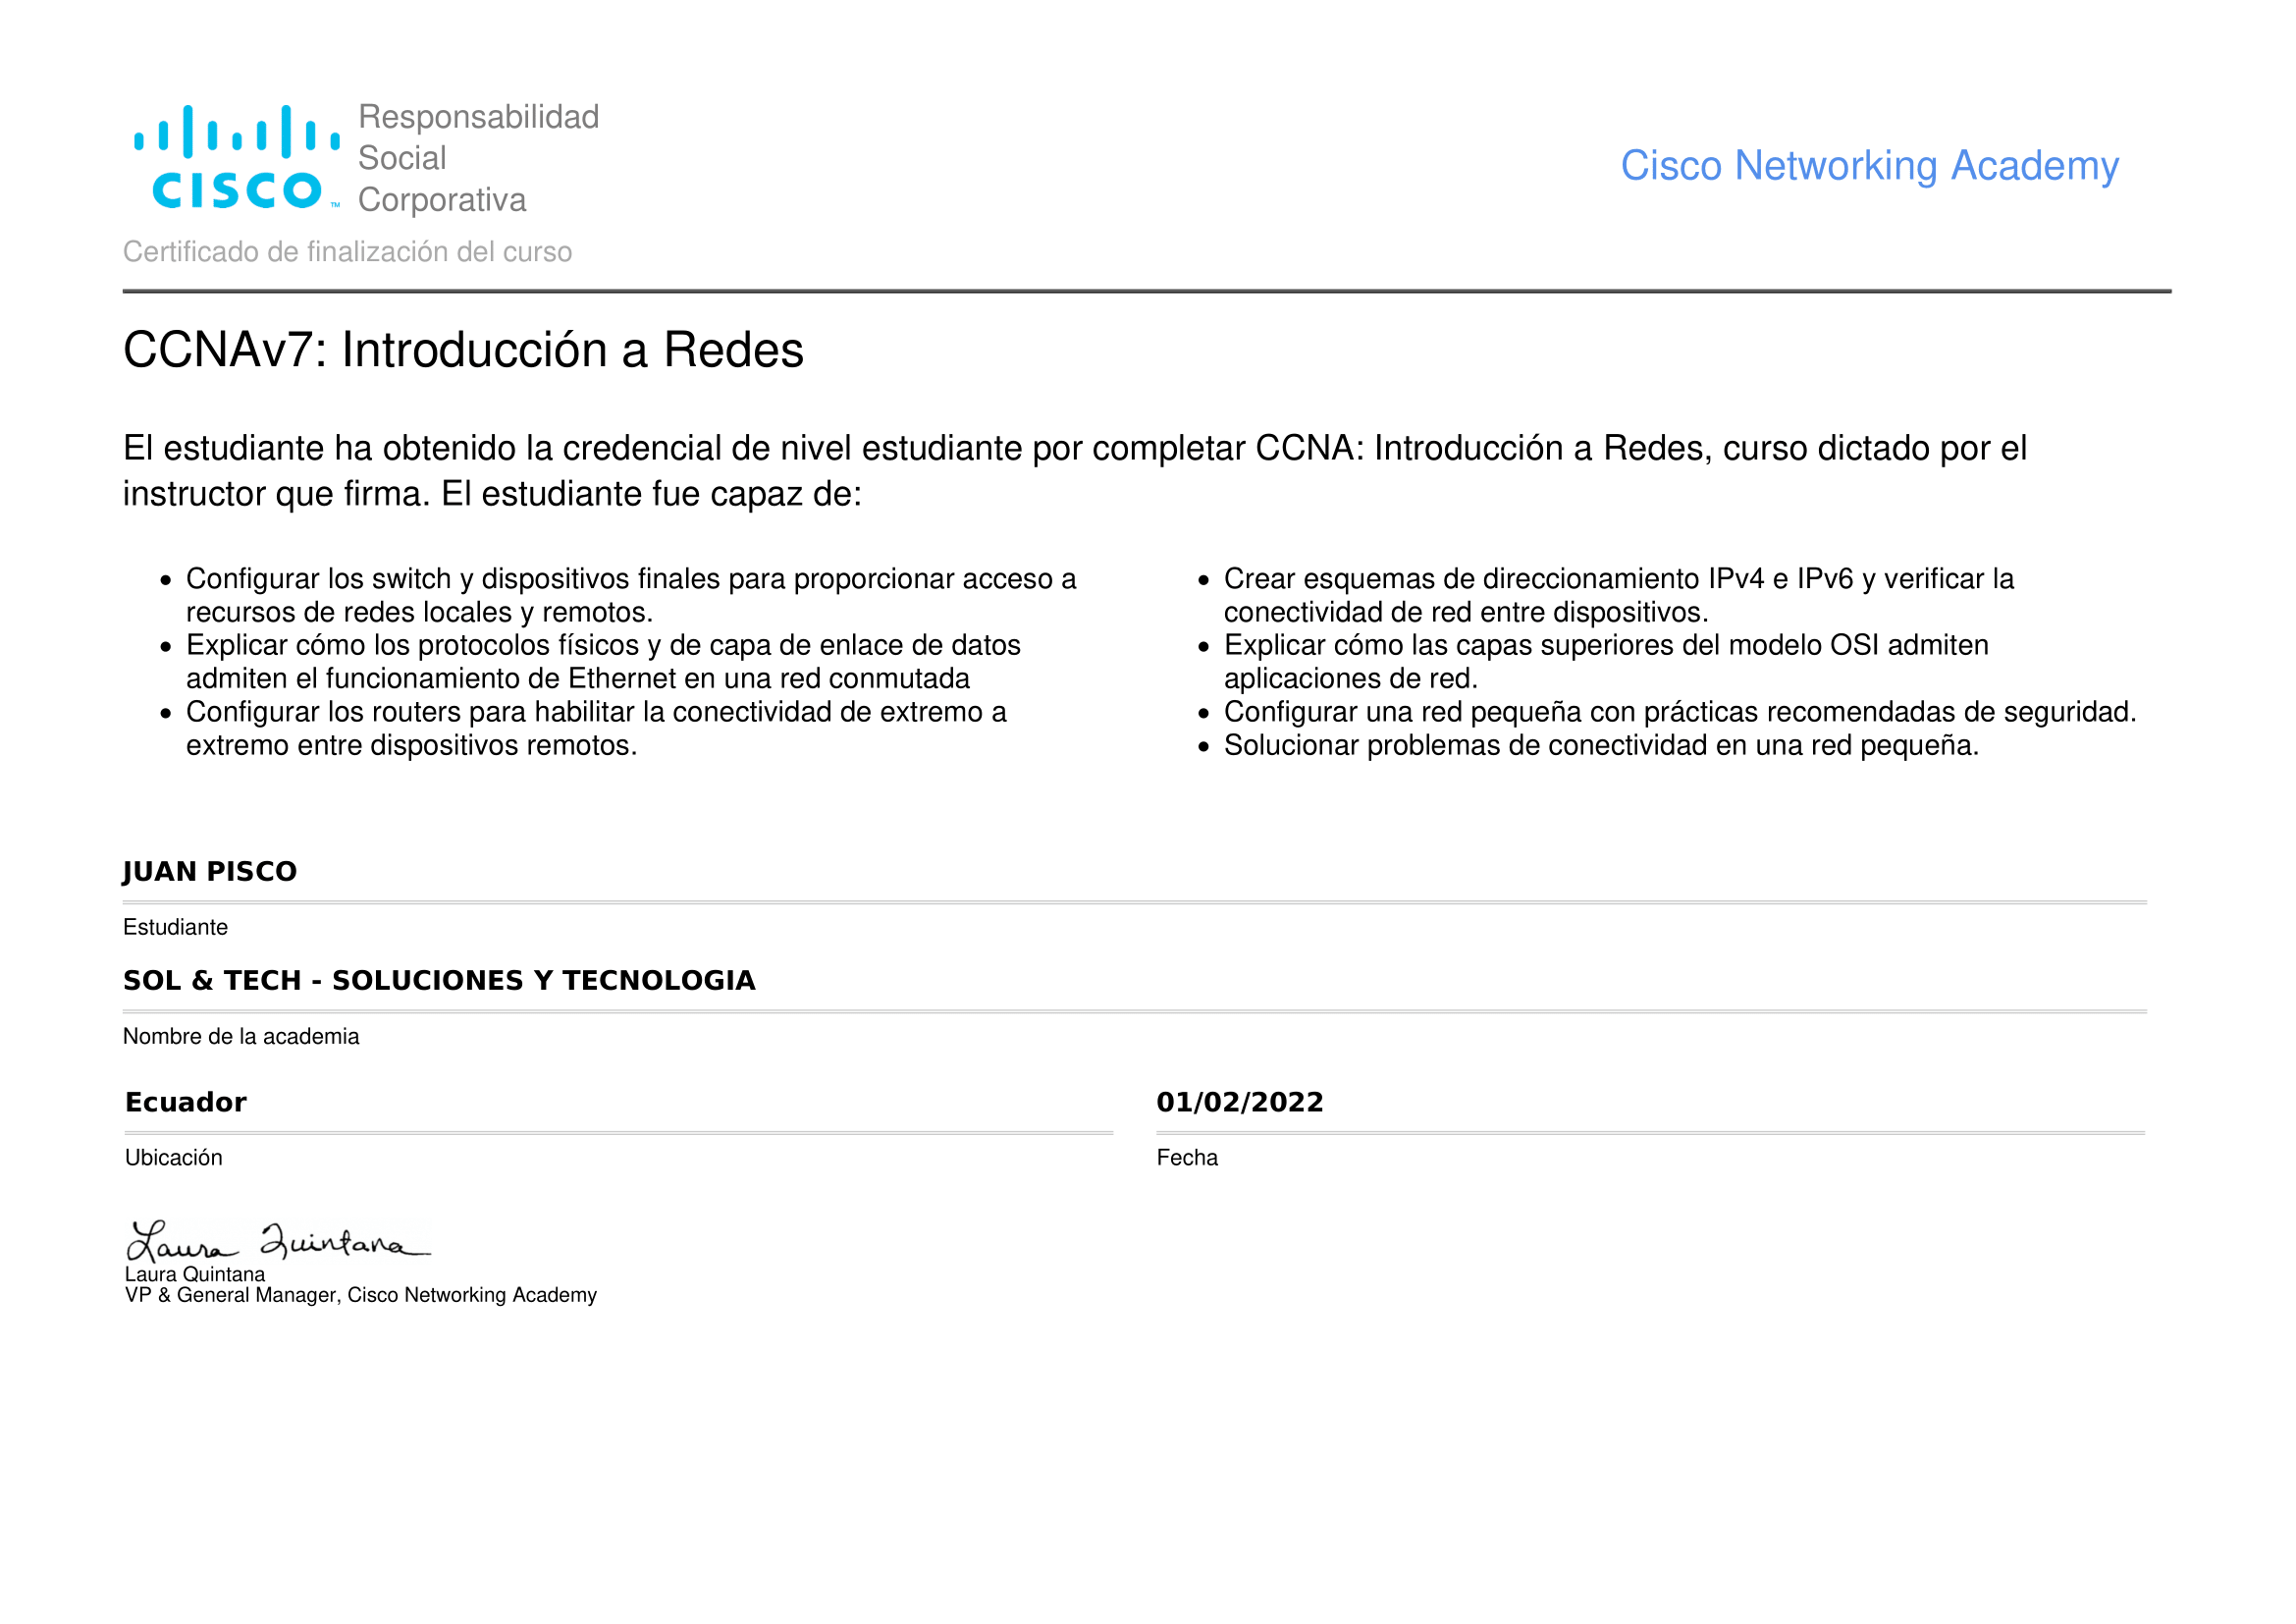 CISCO™
Responsabilidad
Social
Corporativa
Cisco Networking Academy
Certificado de finalización del curso
CCNAv7: Introducción a Redes
El estudiante ha obtenido la credencial de nivel estudiante por completar CCNA: Introducción a Redes, curso dictado por el
instructor que firma. El estudiante fue capaz de:
• Configurar los switch y dispositivos finales para proporcionar acceso a
recursos de redes locales y remotos.
• Explicar cómo los protocolos físicos y de capa de enlace de datos
admiten el funcionamiento de Ethernet en una red conmutada
• Configurar los routers para habilitar la conectividad de extremo a
extremo entre dispositivos remotos.
• Crear esquemas de direccionamiento IPv4 e IPv6 y verificar la
conectividad de red entre dispositivos.
• Explicar cómo las capas superiores del modelo OSI admiten
aplicaciones de red.
• Configurar una red pequeña con prácticas recomendadas de seguridad.
• Solucionar problemas de conectividad en una red pequeña.
JUAN PISCO
Estudiante
SOL & TECH - SOLUCIONES Y TECNOLOGIA
Nombre de la academia
Ecuador
Ubicación
01/02/2022
Fecha
Laura Quintana
Laura Quintana
VP & General Manager, Cisco Networking Academy